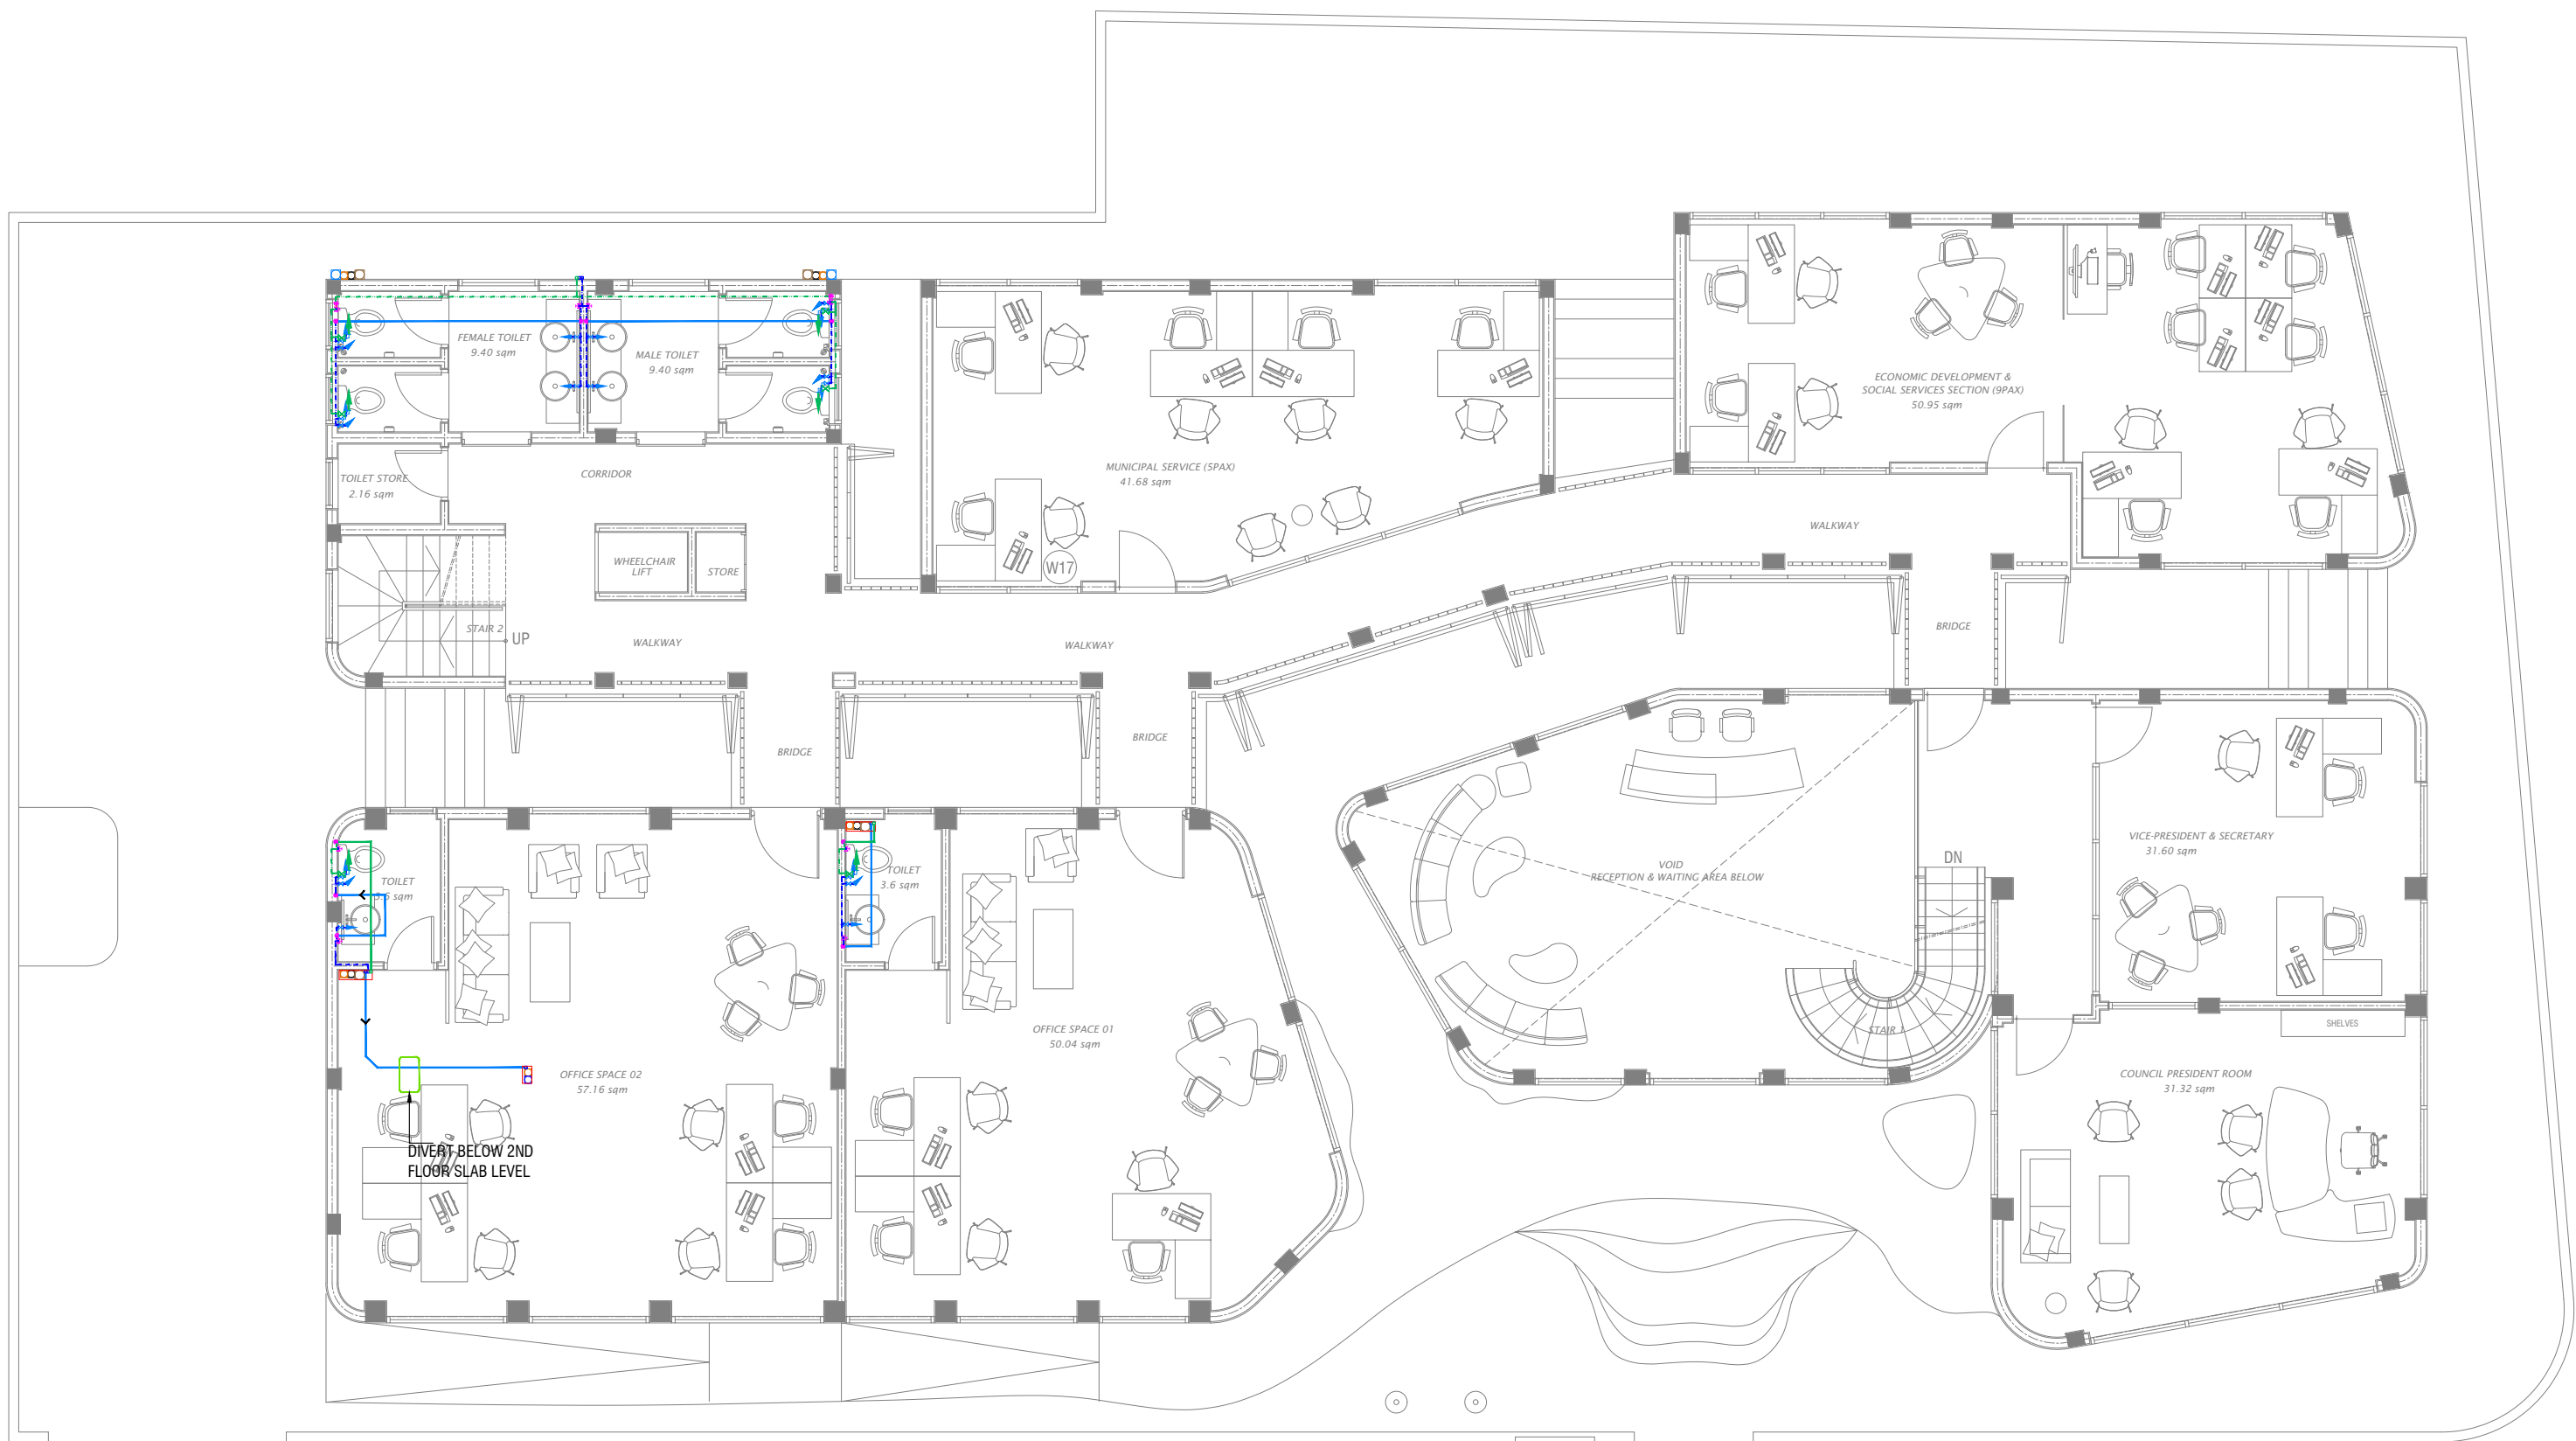 FEMALE TOILET
9.40 sqm
MALE TOILET
9.40 sqm
ECONOMIC DEVELOPMENT &
SOCIAL SERVICES SECTION (9PAX)
50.95 sqm
MUNICIPAL SERVICE (5PAX)
41.68 sqm
TOILET STORE
2.16 sqm
CORRIDOR
WALKWAY
WHEELCHAIR
LIFT
STORE
W17
STAIR 2
UP
WALKWAY
WALKWAY
BRIDGE
BRIDGE
BRIDGE
VICE-PRESIDENT & SECRETARY
31.60 sqm
DN
VOID
RECEPTION & WAITING AREA BELOW
TOILET
3.6 sqm
TOILET
3.6 sqm
STAIR 1
SHELVES
OFFICE SPACE 01
50.04 sqm
OFFICE SPACE 02
57.16 sqm
COUNCIL PRESIDENT ROOM
31.32 sqm
DIVERT BELOW 2ND
FLOOR SLAB LEVEL